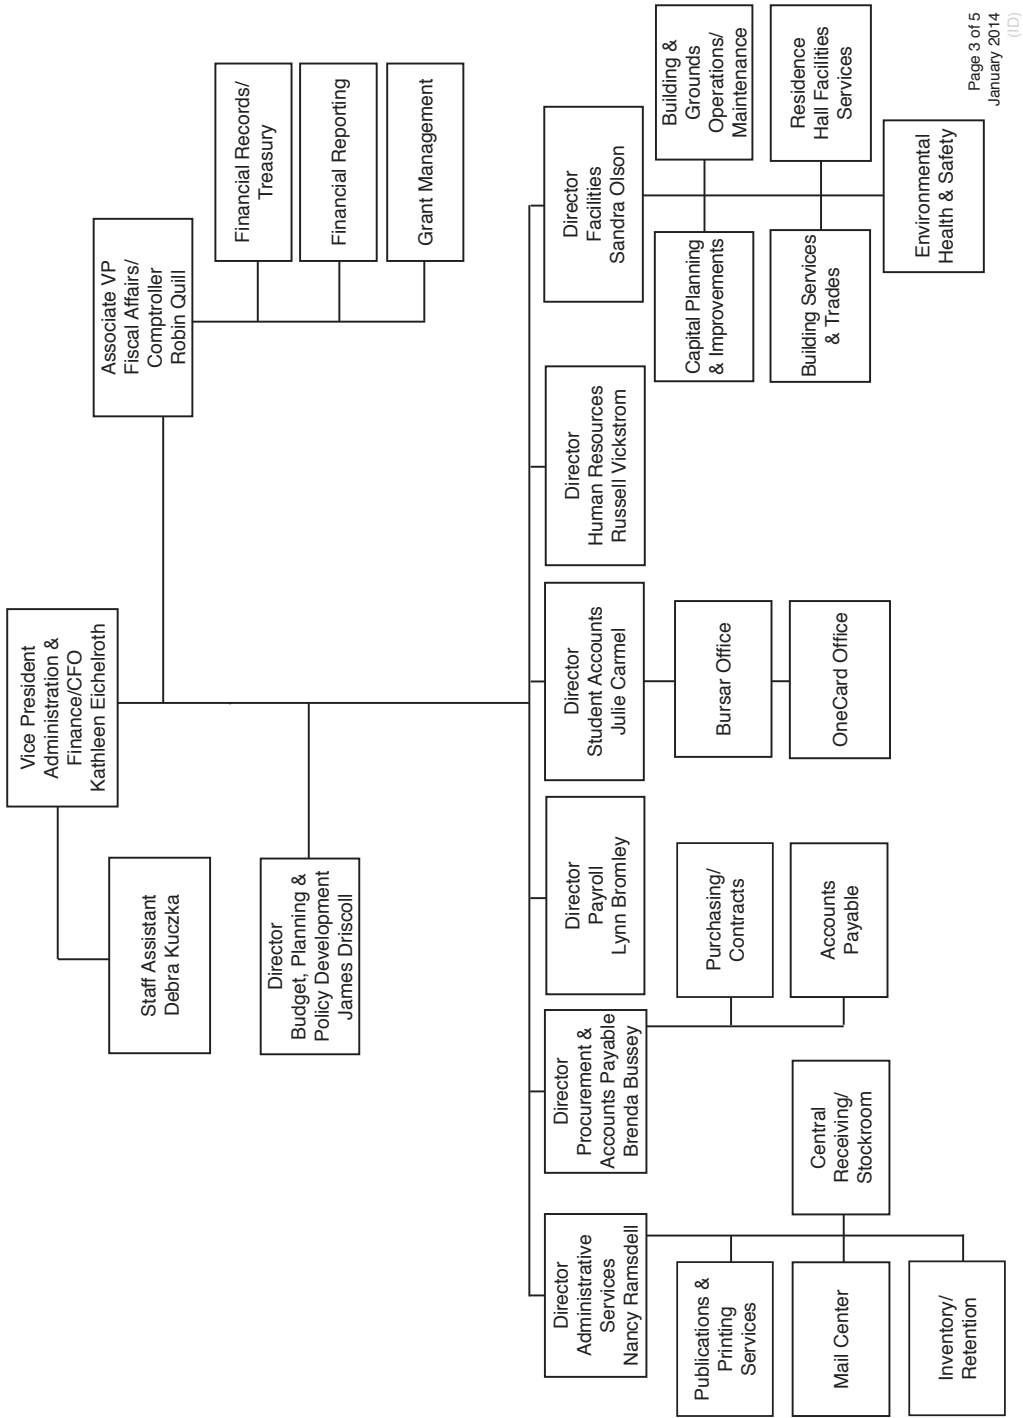 Vice President
Administration &
Finance/CFO
Kathleen Eichelroth
Staff Assistant
Debra Kuczka
Associate VP
Fiscal Affairs/
Comptroller
Robin Quill
Financial Records/
Treasury
Financial Reporting
Grant Management
Director
Budget, Planning &
Policy Development
James Driscoll
Director
Administrative
Services
Nancy Ramsdell
Publications &
Printing
Services
Central
Receiving/
Stockroom
Mail Center
Inventory/
Retention
Director
Procurement &
Accounts Payable
Brenda Bussey
Purchasing/
Contracts
Accounts
Payable
Director
Payroll
Lynn Bromley
Director
Student Accounts
Julie Carmel
Bursar Office
OneCard Office
Director
Human Resources
Russell Vickstrom
Director
Facilities
Sandra Olson
Capital Planning
& Improvements
Building &
Grounds
Operations/
Maintenance
Building Services
& Trades
Residence
Hall Facilities
Services
Environmental
Health & Safety
Page 3 of 5
January 2014
(ID)